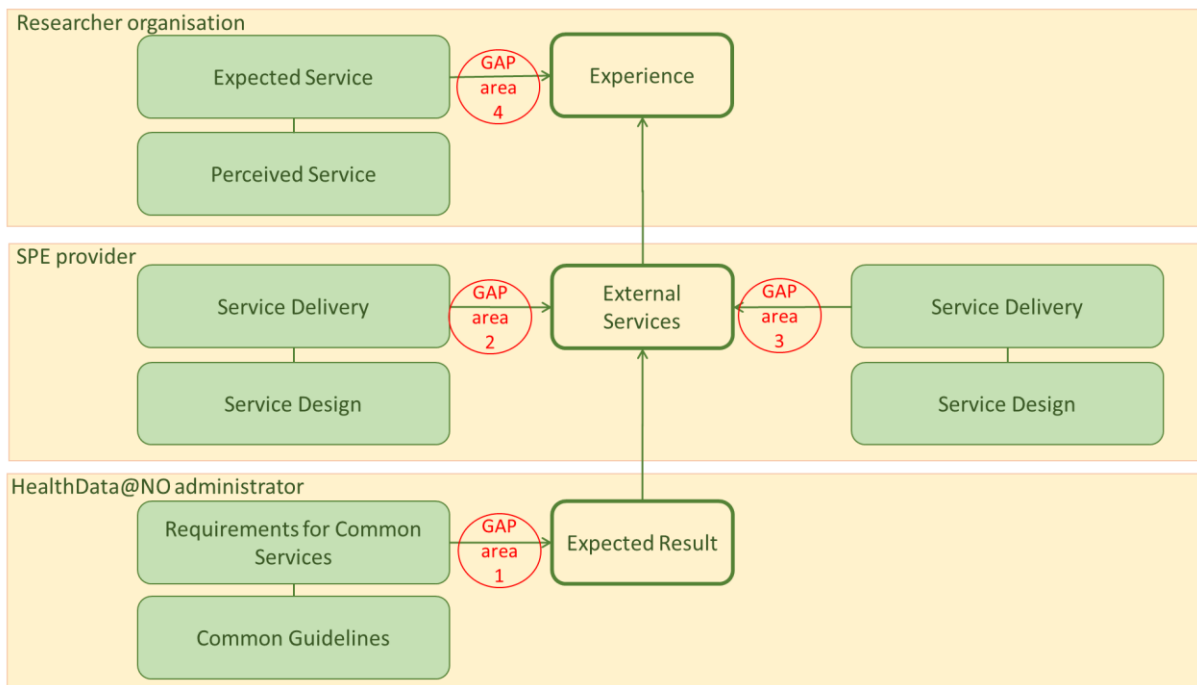 Researcher organisation
Expected Service
GAP
area
4
Experience
Perceived Service
SPE provider
Service Delivery
GAP
area
2
External
Services
GAP
area
3
Service Delivery
Service Design
Service Design
HealthData@NO administrator
Requirements for Common
Services
GAP
area
1
Expected Result
Common Guidelines